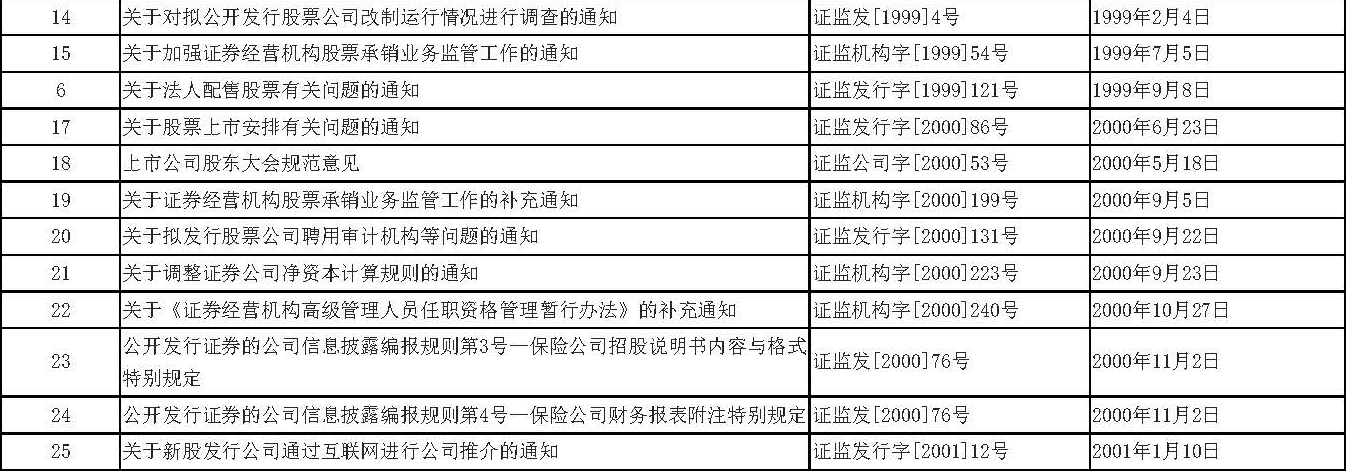 14 关于对拟公开发行股票公司改制运行情况进行调查的通知 证监发[1999]4号 1999年2月4日
15 关于加强证券经营机构股票承销业务监管工作的通知 证监机构字[1999]54号 1999年7月5日
6 关于法人配售股票有关问题的通知 证监发行字[1999]121号 1999年9月8日
17 关于股票上市安排有关问题的通知 证监发行字[2000]86号 2000年6月23日
18 上市公司股东大会规范意见 证监公司字[2000]53号 2000年5月18日
19 关于证券经营机构股票承销业务监管工作的补充通知 证监机构字[2000]199号 2000年9月5日
20 关于拟发行股票公司聘用审计机构等问题的通知 证监发行字[2000]131号 2000年9月22日
21 关于调整证券公司净资本计算规则的通知 证监机构字[2000]223号 2000年9月23日
22 关于《证券经营机构高级管理人员任职资格管理暂行办法》的补充通知 证监机构字[2000]240号 2000年10月27日
23 公开发行证券的公司信息披露编报规则第3号—保险公司招股说明书内容与格式
特别规定 证监发[2000]76号 2000年11月2日
24 公开发行证券的公司信息披露编报规则第4号—保险公司财务报表附注特别规定 证监发[2000]76号 2000年11月2日
25 关于新股发行公司通过互联网进行公司推介的通知 证监发行字[2001]12号 2001年1月10日